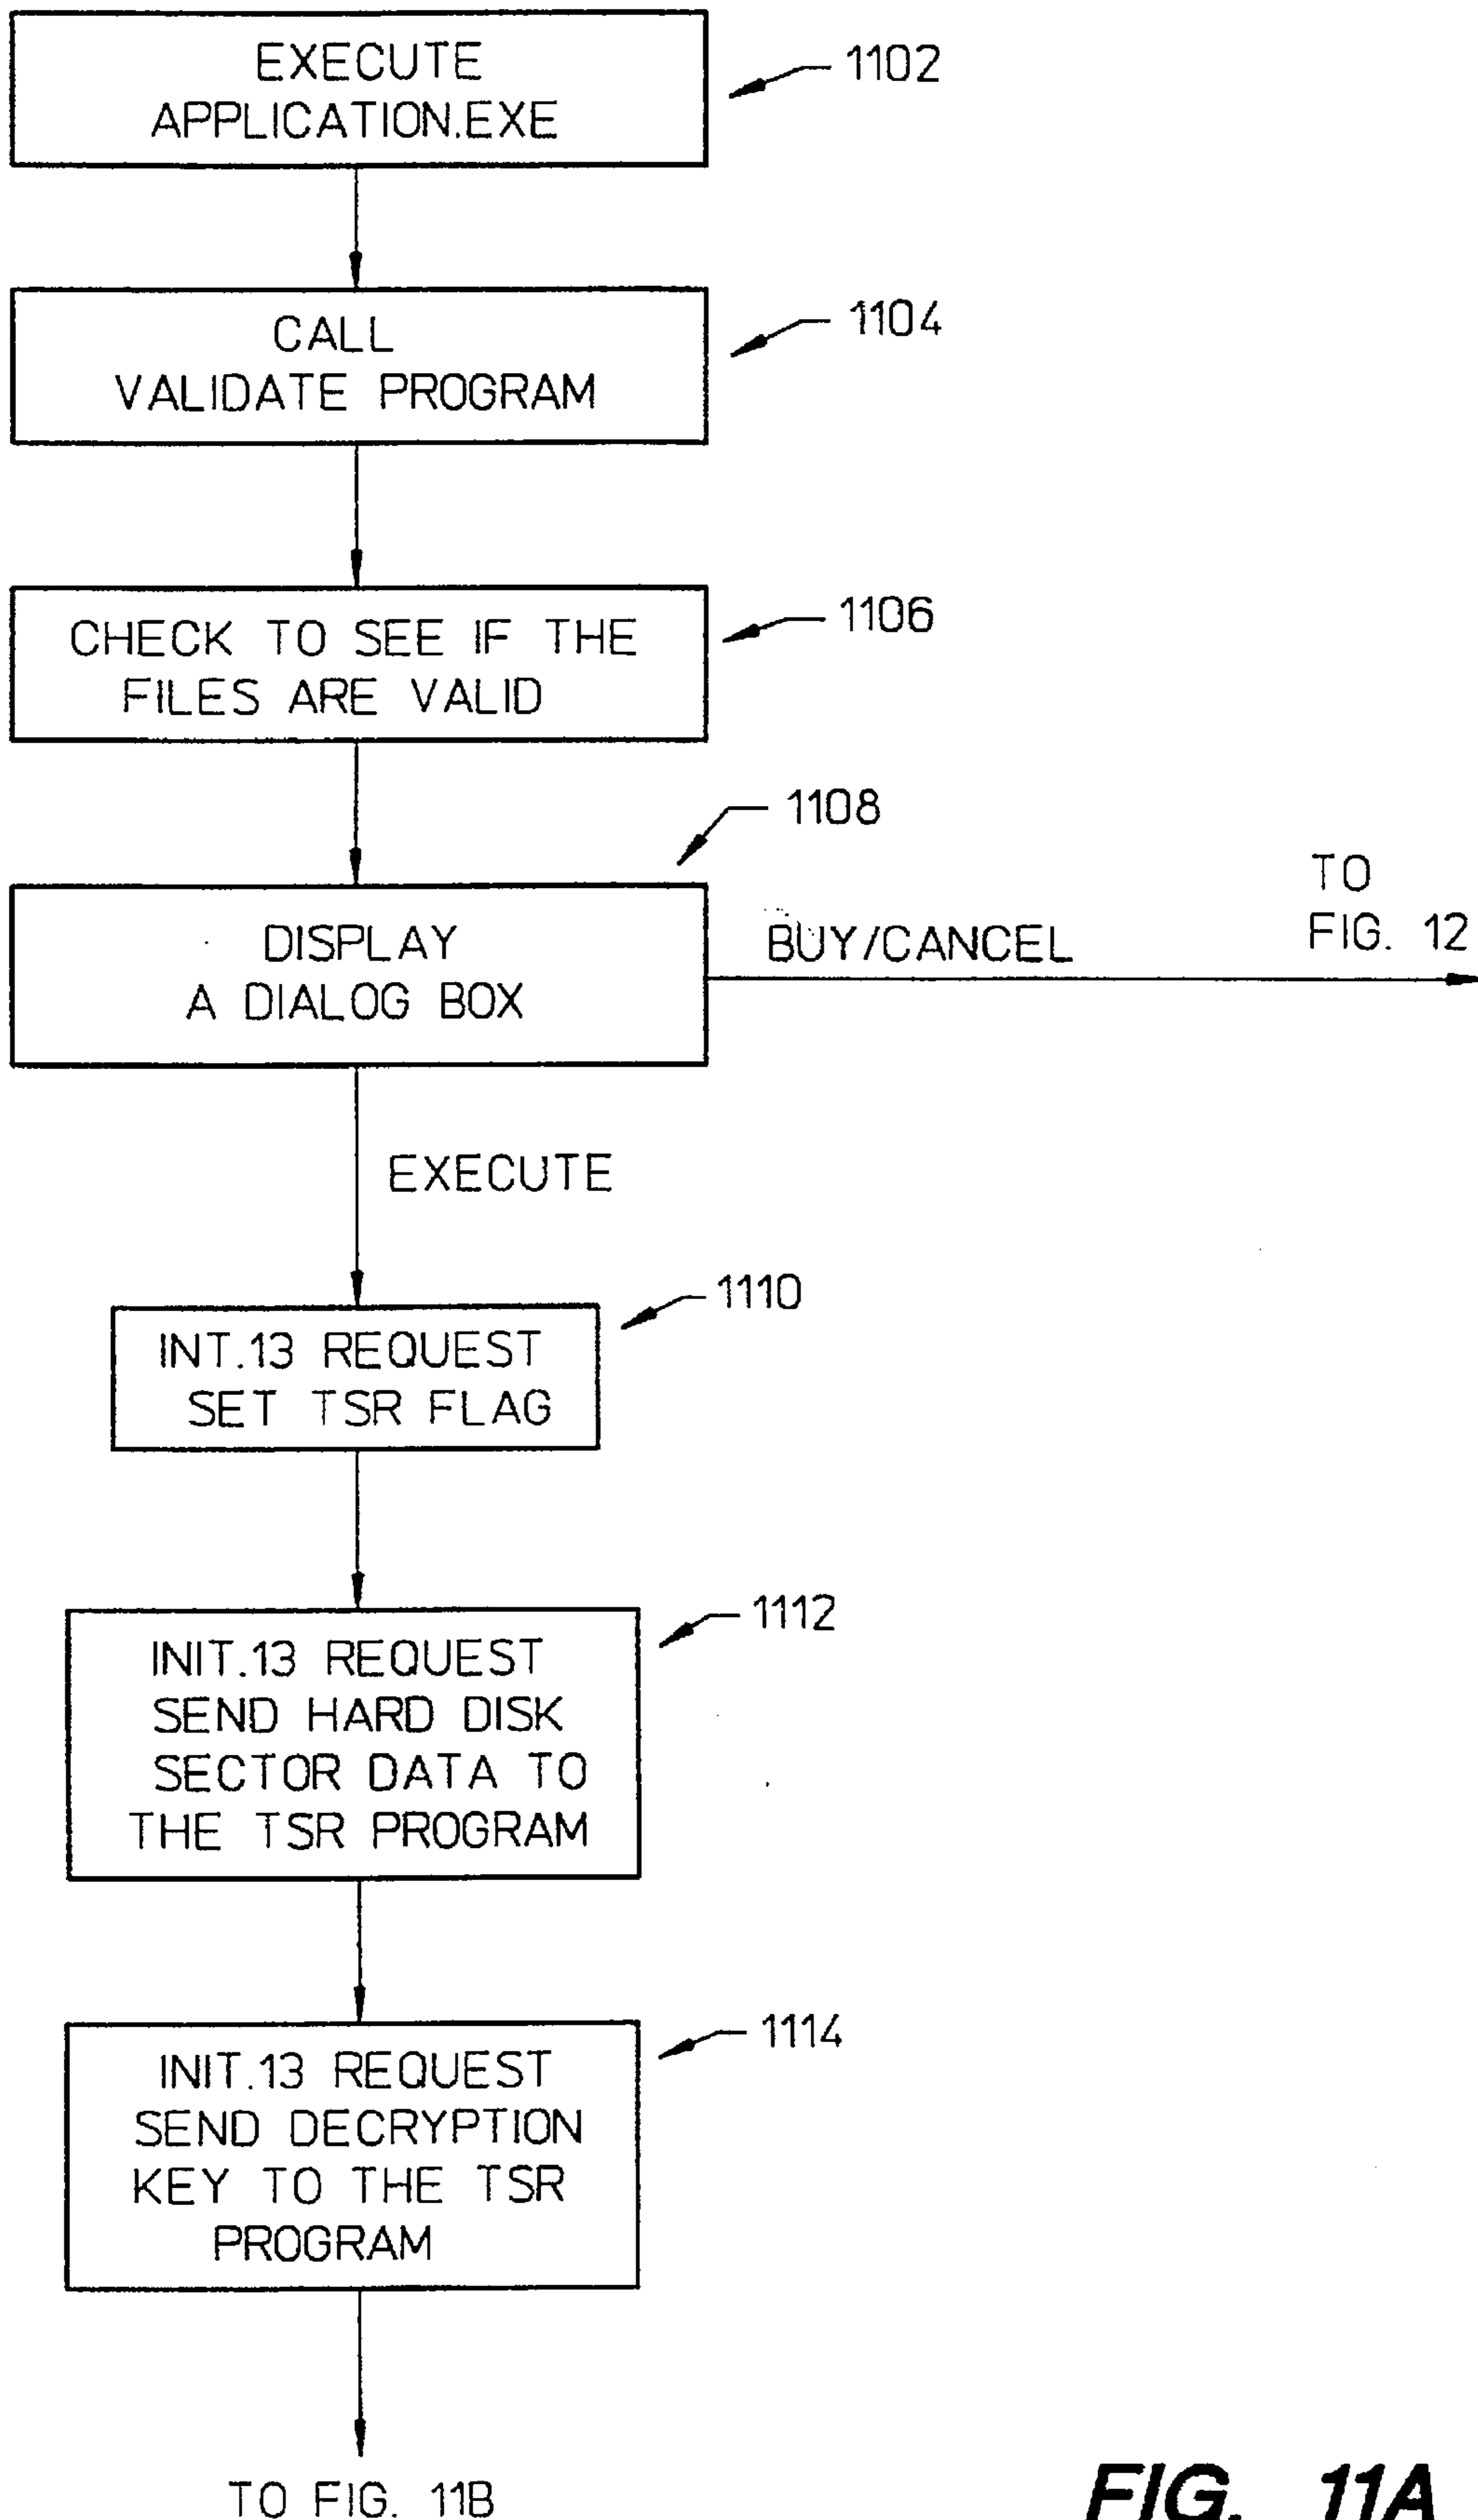 EXECUTE
APPLICATION.EXE
1102
CALL
VALIDATE PROGRAM
1104
CHECK TO SEE IF THE
FILES ARE VALID
1106
1108
DISPLAY
A DIALOG BOX
BUY/CANCEL
TO
FIG. 12
EXECUTE
1110
INT.13 REQUEST
SET TSR FLAG
1112
INIT.13 REQUEST
SEND HARD DISK
SECTOR DATA TO
THE TSR PROGRAM
1114
INIT.13 REQUEST
SEND DECRYPTION
KEY TO THE TSR
PROGRAM
TO FIG. 11B
FIG. 11A